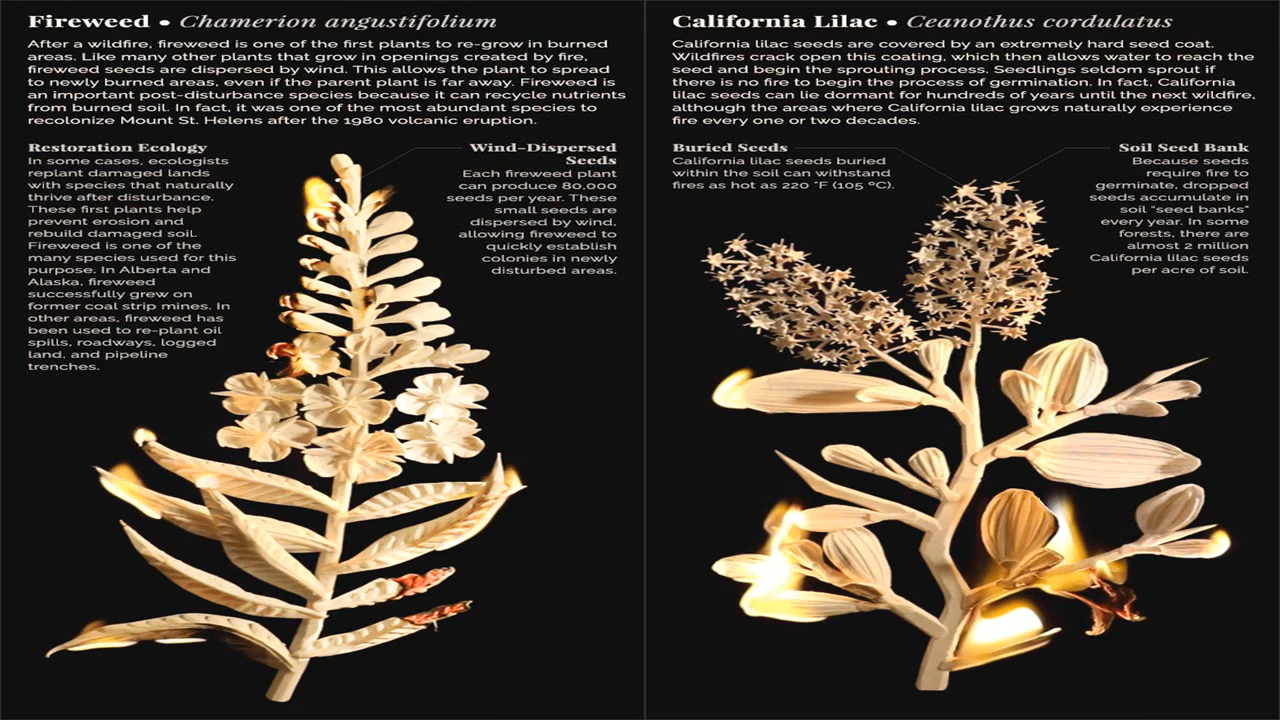 Fireweed • Chamerion angustifolium
After a wildfire, fireweed is one of the first plants to re-grow in burned
areas. Like many other plants that grow in openings created by fire,
fireweed seeds are dispersed by wind. This allows the plant to spread
to newly burned areas, even if the parent plant is far away. Fireweed is
an important post-disturbance species because it can recycle nutrients
from burned soil. In fact, it was one of the most abundant species to
recolonize Mount St. Helens after the 1980 volcanic eruption.
Restoration Ecology
In some cases, ecologists
replant damaged lands
with species that naturally
thrive after disturbance.
These first plants help
prevent erosion and
rebuild damaged soil.
Fireweed is one of the
many species used for this
purpose. In Alberta and
Alaska, fireweed
successfully grew on
former coal strip mines. In
other areas, fireweed has
been used to re-plant oil
spills, roadways, logged
land, and pipeline
trenches.
Wind-Dispersed
Seeds
Each fireweed plant
can produce 80,000
seeds per year. These
small seeds are
dispersed by wind,
allowing fireweed to
quickly establish
colonies in newly
disturbed areas.
California Lilac • Ceanothus cordulatus
California lilac seeds are covered by an extremely hard seed coat.
Wildfires crack open this coating, which then allows water to reach the
seed and begin the sprouting process. Seedlings seldom sprout if
there is no fire to begin the process of germination. In fact, California
lilac seeds can lie dormant for hundreds of years until the next wildfire,
although the areas where California lilac grows naturally experience
fire every one or two decades.
Buried Seeds
California lilac seeds buried
within the soil can withstand
fires as hot as 220 °F (105 ºC).
Soil Seed Bank
Because seeds
require fire to
germinate, dropped
seeds accumulate in
soil "seed banks"
every year. In some
forests, there are
almost 2 million
California lilac seeds
per acre of soil.